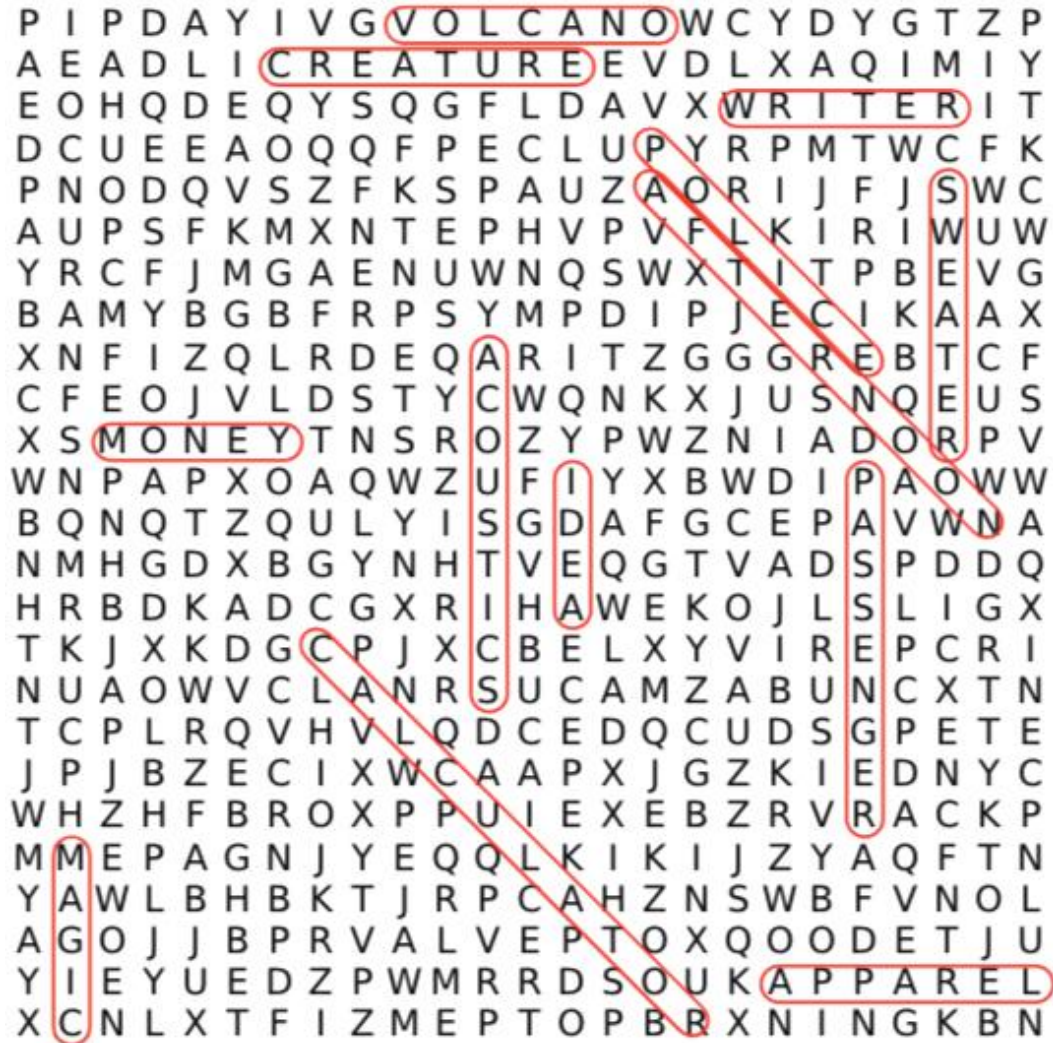 P I P D A Y I V G V O L C A N O W C Y D Y G T Z P
A E A D L I C R E A T U R E E V D L X A Q I M I Y
E O H Q D E Q Y S Q G F L D A V X W R I T E R I T
D C U E E A O Q Q F P E C L U P Y R P M T W C F K
P N O D Q V S Z F K S P A U Z A O R I J F J S W C
A U P S F K M X N T E P H V P V F L K I R I W U W
Y R C F J M G A E N U W N Q S W X T I T P B E V G
B A M Y B G B F R P S Y M P D I P J E C I K A A X
X N F I Z Q L R D E Q A R I T Z G G G R E B T C F
C F E O J V L D S T Y C W Q N K X J U S N Q E U S
X S M O N E Y T N S R O Z Y P W Z N I A D O R P V
W N P A P X O A Q W Z U F I Y X B W D I P A O W W
B Q N Q T Z Q U L Y I S G D A F G C E P A V W N A
N M H G D X B G Y N H T V E Q G T V A D S P D D Q
H R B D K A D C G X R I H A W E K O J L S L I G X
T K J X K D G C P J X C B E L X Y V I R E P C R I
N U A O W V C L A N R S U C A M Z A B U N C X T N
T C P L R Q V H V L Q D C E D Q C U D S G P E T E
J P J B Z E C I X W C A A P X J G Z K I E D N Y C
W H Z H F B R O X P P U I E X E B Z R V R A C K P
M M E P A G N J Y E Q Q L K I K I J Z Y A Q F T N
Y A W L B H B K T J R P C A H Z N S W B F V N O L
A G O J J B P R V A L V E P T O X Q O O D E T J U
Y I E Y U E D Z P W M R R D S O U K A P P A R E L
X C N L X T F I Z M E P T O P B R X N I N G K B N